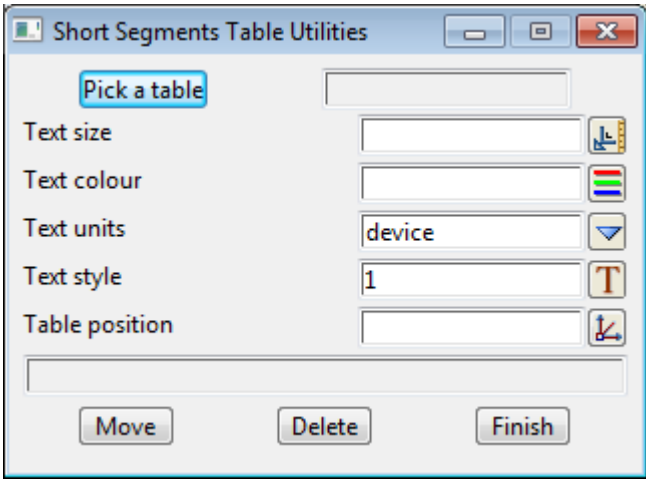 Short Segments Table Utilities
Pick a table
Text size
Text colour
Text units device
Text style 1 T
Table position
Move Delete Finish